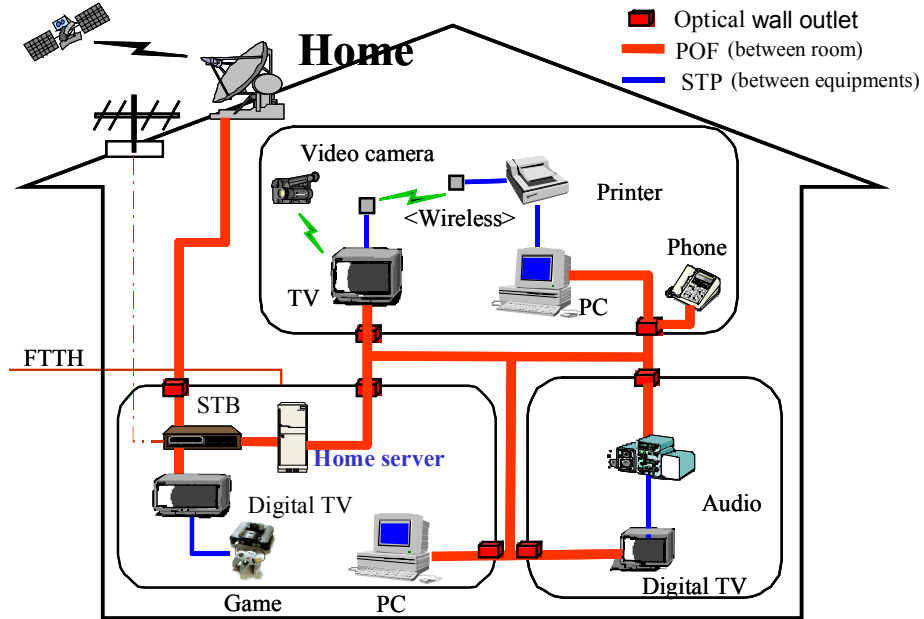 Home
Optical wall outlet
POF (between room)
STP (between equipments)
Video camera
Printer
<Wireless>
Phone
TV
PC
FTTH
STB
Home server
Digital TV
Audio
Game
PC
Digital TV